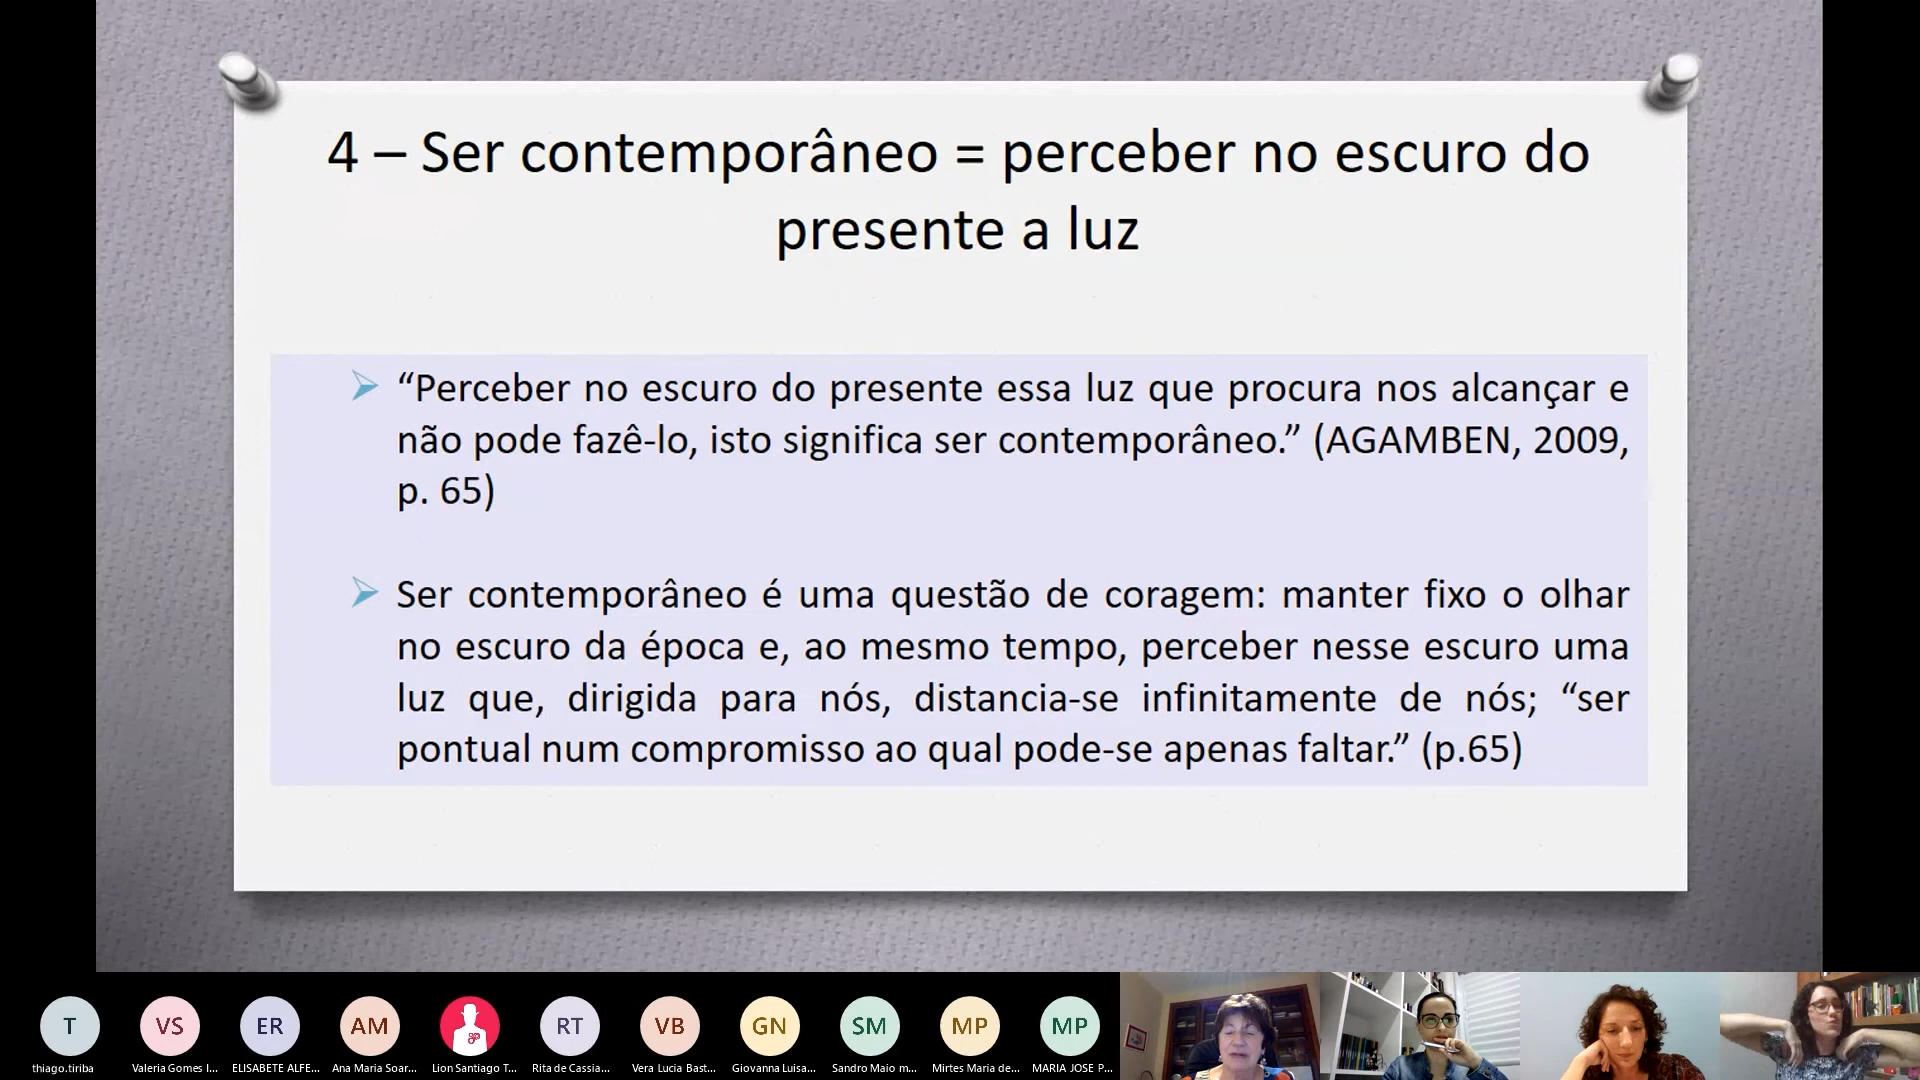 4 – Ser contemporâneo = perceber no escuro do
presente a luz
“Perceber no escuro do presente essa luz que procura nos alcançar e
não pode fazê-lo, isto significa ser contemporâneo.” (AGAMBEN, 2009,
p. 65)
Ser contemporâneo é uma questão de coragem: manter fixo o olhar
no escuro da época e, ao mesmo tempo, perceber nesse escuro uma
luz que, dirigida para nós, distancia-se infinitamente de nós; “ser
pontual num compromisso ao qual pode-se apenas faltar.” (p.65)
T VS ER AM RT VB GN SM MP MP
thiago.tiriba Valeria Gomes I... ELISABETE ALFE... Ana Maria Soar... Lion Santiago T... Rita de Cassia... Vera Lucia Bast... Giovanna Luisa... Sandro Maio m... Mirtes Maria de... MARIA JOSE P...